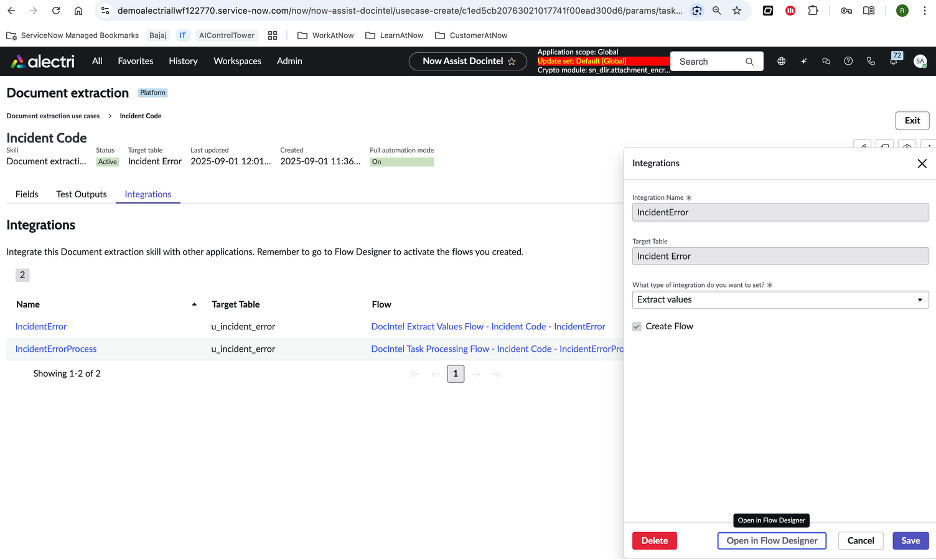 demoalectriallwf122770.service-now.com/now/now-assist-docintel/usecase-create/c1ed5cb20763021017741f00ead300d6/params/task...
ServiceNow Managed Bookmarks Bajaj IT AIControlTower WorkAtNow LearnAtNow CustomerAtNow
alectri All Favorites History Workspaces Admin Now Assist Docintel ☆
Application scope: Global
Update set: Default [Global]
Crypto module: sn_dlir.attachment_encr...
Search
72
SA
Document extraction Platform
Document extraction use cases > Incident Code
Exit
Incident Code
Skill Status Target table Last updated Created Full automation mode
Document extracti... Active Incident Error 2025-09-01 12:01... 2025-09-01 11:36... On
Fields Test Outputs Integrations
Integrations
Integrate this Document extraction skill with other applications. Remember to go to Flow Designer to activate the flows you created.
2
Name Target Table Flow
IncidentError u_incident_error DocIntel Extract Values Flow - Incident Code - IncidentError
IncidentErrorProcess u_incident_error DocIntel Task Processing Flow - Incident Code - IncidentErrorPro
Showing 1-2 of 2
1
Integrations
Integration Name *
IncidentError
Target Table
Incident Error
What type of integration do you want to set? *
Extract values
Create Flow
Open in Flow Designer
Delete Open in Flow Designer Cancel Save